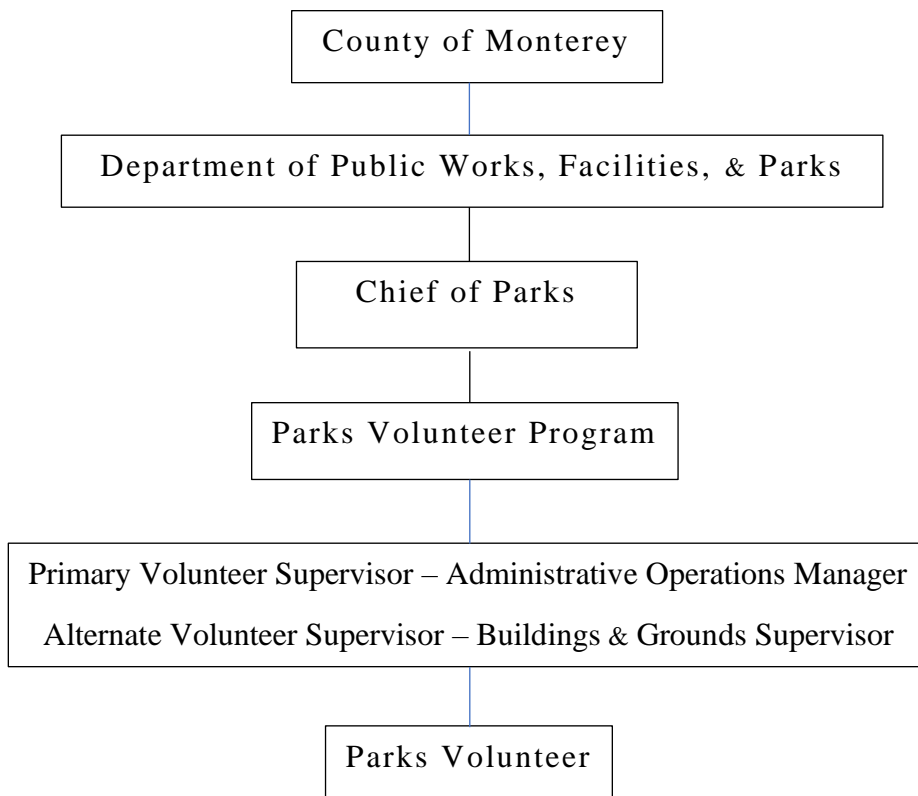 County of Monterey
Department of Public Works, Facilities, & Parks
Chief of Parks
Parks Volunteer Program
Primary Volunteer Supervisor – Administrative Operations Manager
Alternate Volunteer Supervisor – Buildings & Grounds Supervisor
Parks Volunteer